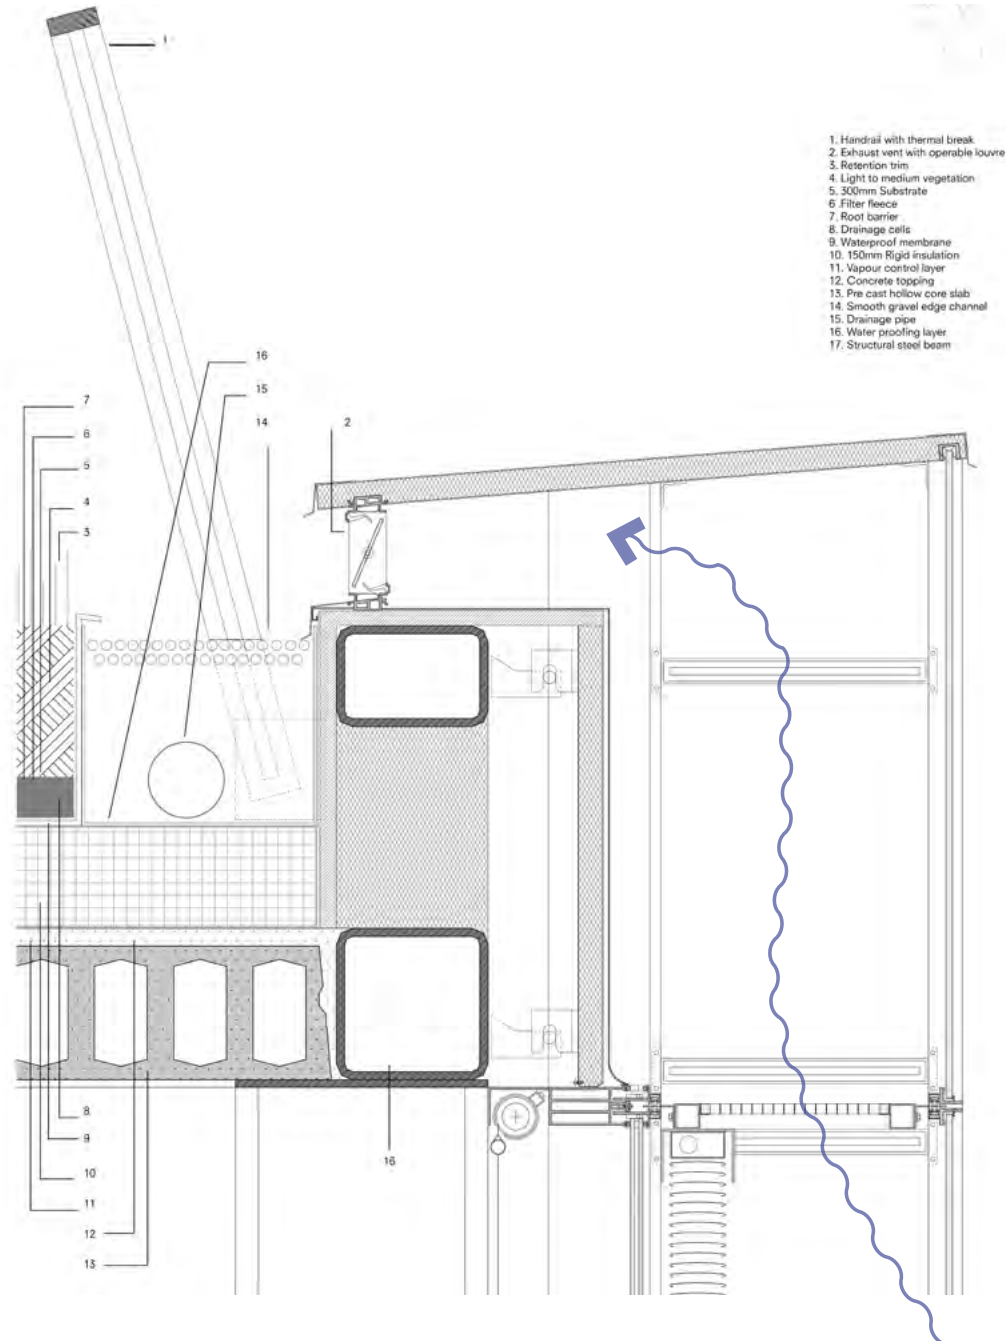 1
1. Handrail with thermal break
2. Exhaust vent with operable louvre
3. Retention trim
4. Light to medium vegetation
5. 300mm Substrate
6 .Filter fleece
7. Root barrier
8. Drainage cells
9. Waterproof membrane
10. 150mm Rigid insulation
11. Vapour control layer
12. Concrete topping
13. Pre cast hollow core slab
14. Smooth gravel edge channel
15. Drainage pipe
16. Water proofing layer
17. Structural steel beam
16
15
14
2
7
6
5
4
3
8
9
10
11
12
13
16